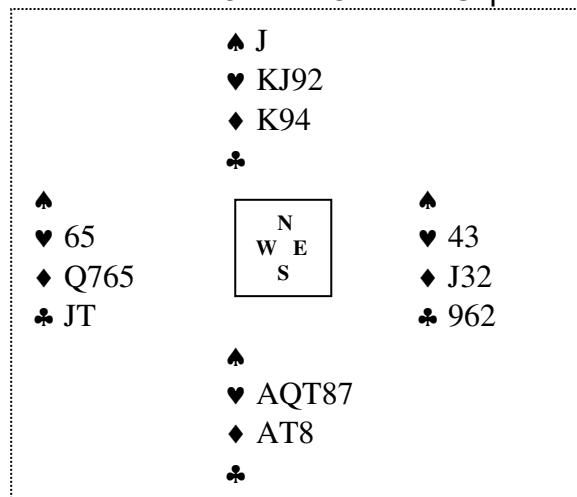 ♠ J
♥ KJ92
♦ K94
♣
♠
♥ 65
♦ Q765
♣ JT
N
W E
S
♠
♥ 43
♦ J32
♣ 962
♠
♥ AQT87
♦ AT8
♣